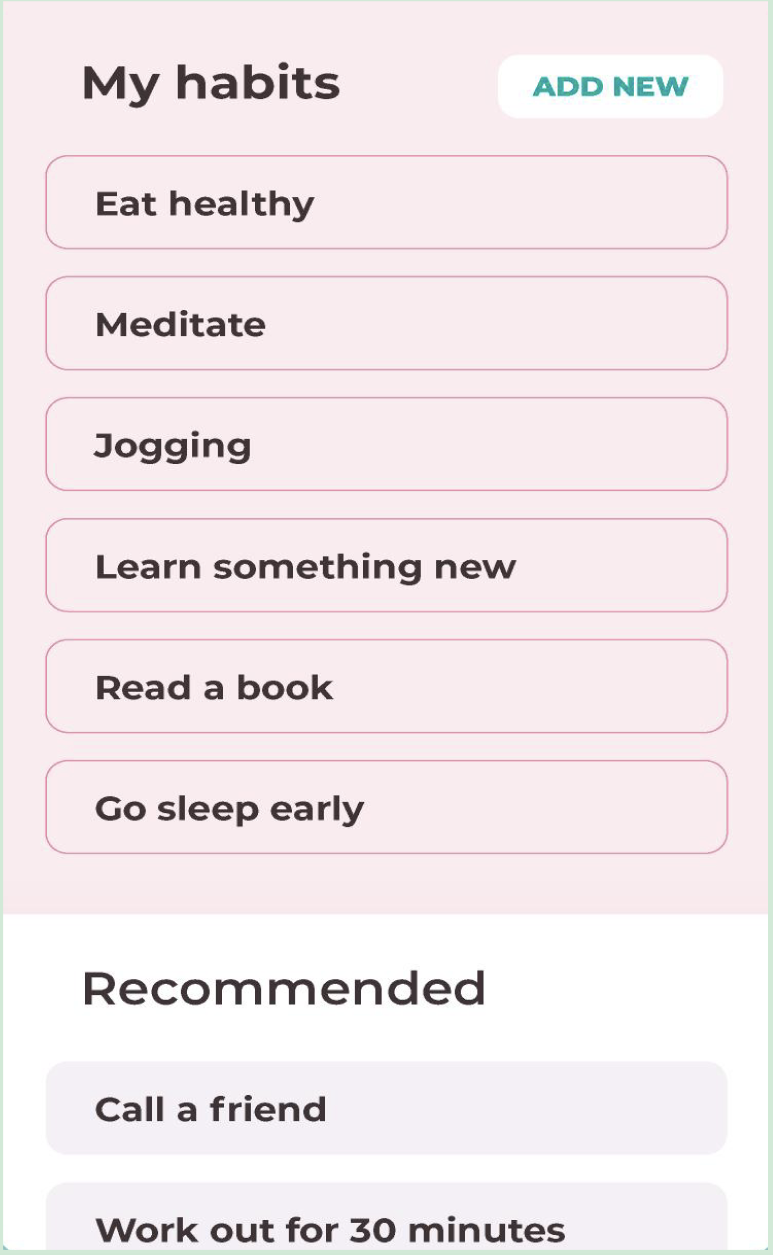 My habits
ADD NEW
Eat healthy
Meditate
Jogging
Learn something new
Read a book
Go sleep early
Recommended
Call a friend
Work out for 30 minutes